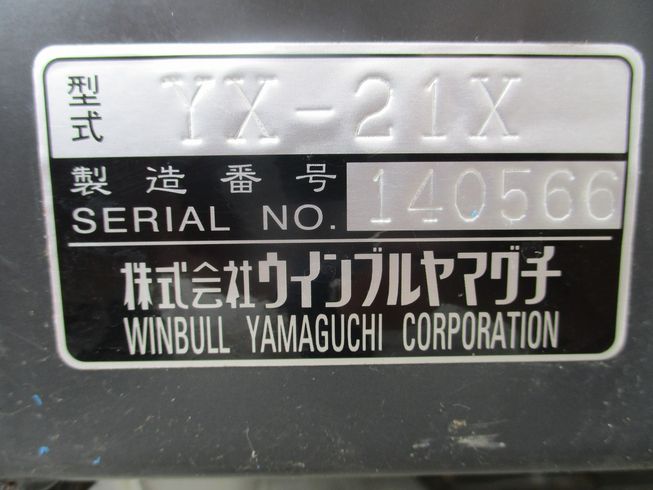 型式 YX-21X
製造番号
SERIAL NO. 140566
株式会社ウインブルヤマグチ
WINBULL YAMAGUCHI CORPORATION